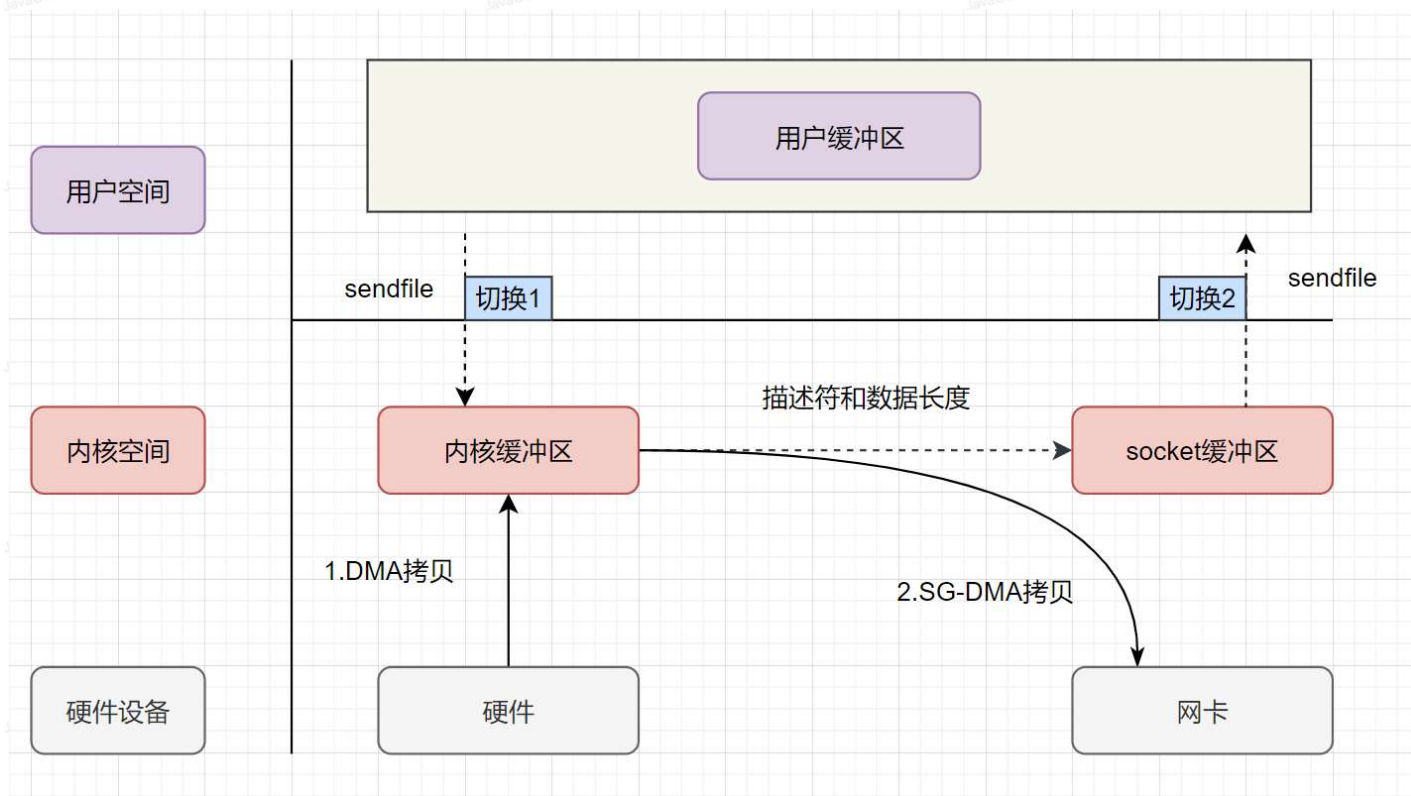 用户缓冲区
用户空间
sendfile
切换1
切换2
sendfile
描述符和数据长度
内核空间
内核缓冲区
socket缓冲区
1.DMA拷贝
2.SG-DMA拷贝
硬件设备
硬件
网卡